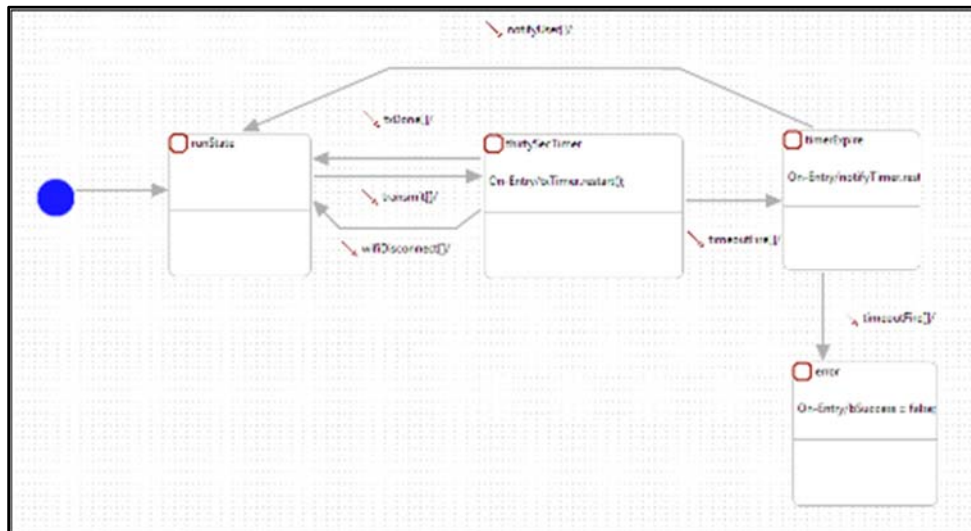 notifyUser[]/
txDone[]/
runState
thirtySecTimer
timerExpire
On-Entry/txTimer.restart();
On-Entry/notifyTimer.rest
transmit[]/
timeoutFire[]/
wifiDisconnect[]/
timeoutFire[]/
error
On-Entry/bSuccess = false;